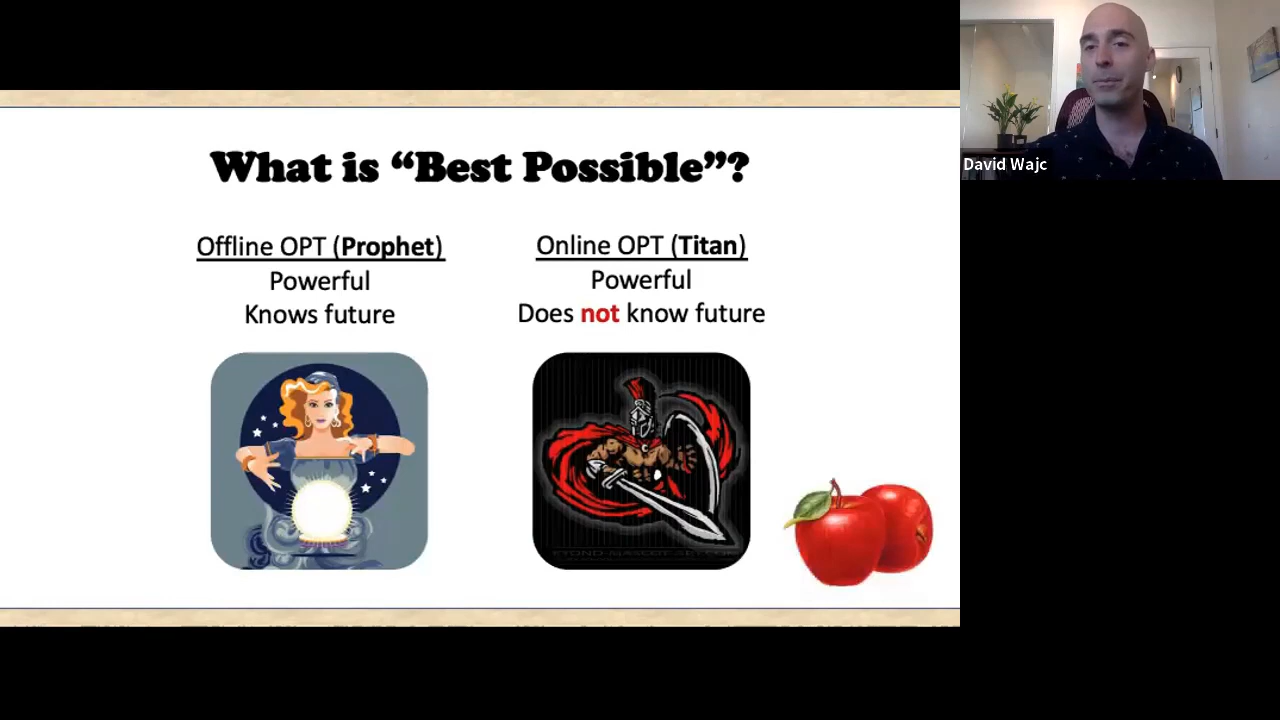 What is “Best Possible”?
Offline OPT (Prophet)
Powerful
Knows future
Online OPT (Titan)
Powerful
Does not know future
David Wajc